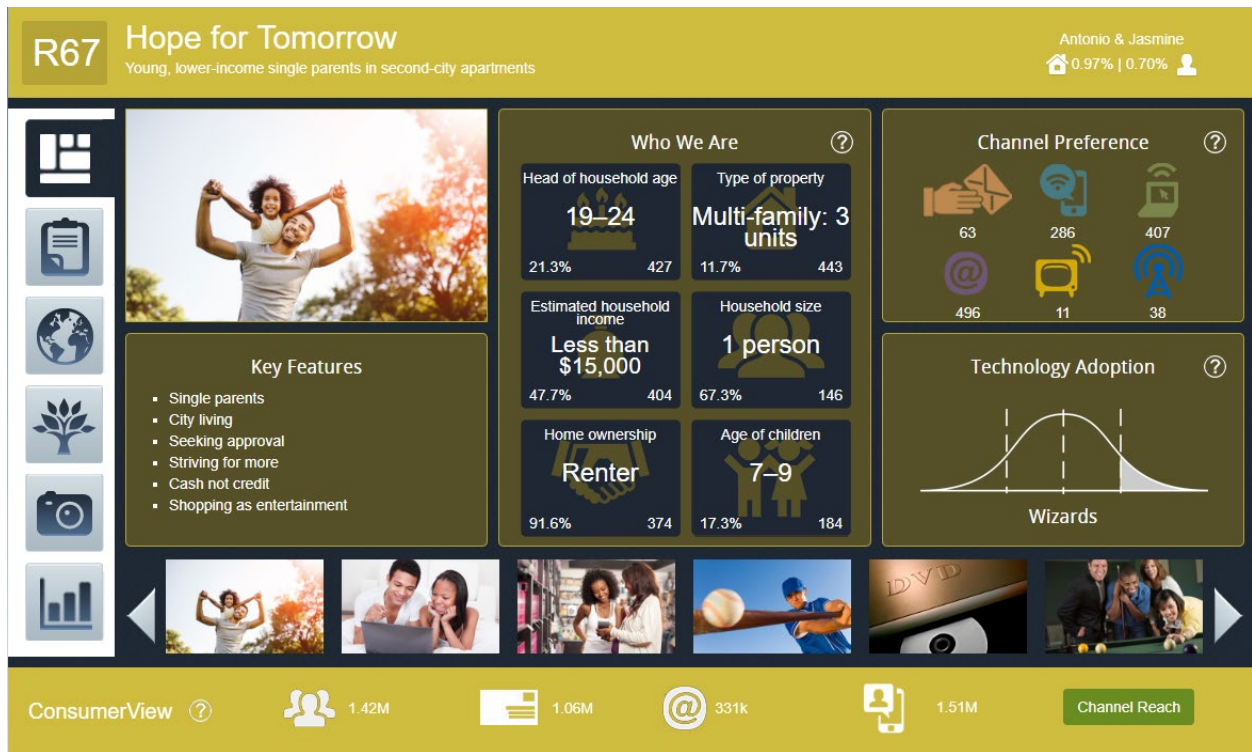 R67
Hope for Tomorrow
Young, lower-income single parents in second-city apartments
Antonio & Jasmine
0.97% | 0.70%
Who We Are
?
Head of household age
19–24
21.3% 427
Type of property
Multi-family: 3
units
11.7% 443
Estimated household
income
Less than
$15,000
47.7% 404
Household size
1 person
67.3% 146
Home ownership
Renter
91.6% 374
Age of children
7–9
17.3% 184
Channel Preference
?
63 286 407
@
496 11 38
Key Features
Single parents
City living
Seeking approval
Striving for more
Cash not credit
Shopping as entertainment
Technology Adoption
?
Wizards
DVD
ConsumerView ?
1.42M
1.06M
@ 331k
1.51M
Channel Reach